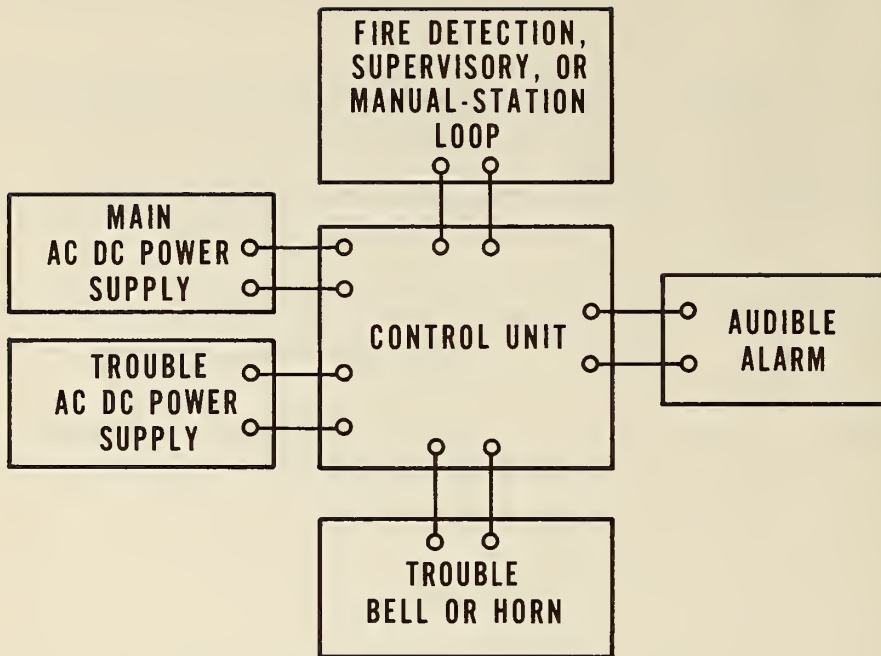 FIRE DETECTION,
SUPERVISORY, OR
MANUAL-STATION
LOOP
MAIN
AC DC POWER
SUPPLY
TROUBLE
AC DC POWER
SUPPLY
CONTROL UNIT
AUDIBLE
ALARM
TROUBLE
BELL OR HORN